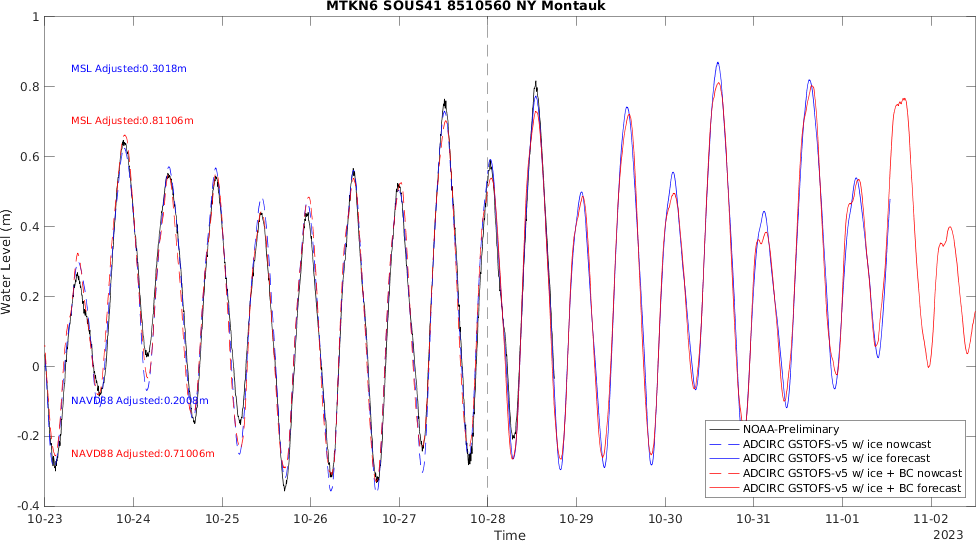 MTKN6 SOUS41 8510560 NY Montauk
Water Level (m)
1
0.8
0.6
0.4
0.2
0
-0.2
-0.4
MSL Adjusted:0.3018m
MSL Adjusted:0.81106m
NAVD88 Adjusted:0.2008m
NAVD88 Adjusted:0.71006m
NOAA-Preliminary
ADCIRC GSTOFS-v5 w/ ice nowcast
ADCIRC GSTOFS-v5 w/ ice forecast
ADCIRC GSTOFS-v5 w/ ice + BC nowcast
ADCIRC GSTOFS-v5 w/ ice + BC forecast
10-23 10-24 10-25 10-26 10-27 10-28 10-29 10-30 10-31 11-01 11-02
Time
2023